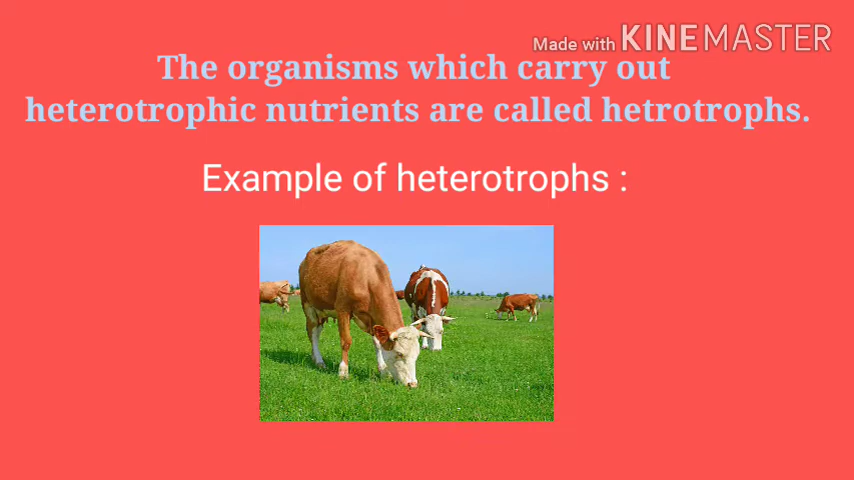 Made with KINEMASTER
The organisms which carry out
heterotrophic nutrients are called hetrotrophs.
Example of heterotrophs :